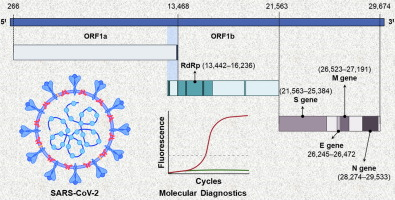 266 13,468 21,563 29,674
5' 3'
ORF1a ORF1b
RdRp (13,442–16,236)
(26,523–27,191)
M gene
(21,563–25,384)
S gene
E gene
26,245–26,472
N gene
(28,274–29,533)
Fluorescence
Cycles
SARS-CoV-2 Molecular Diagnostics